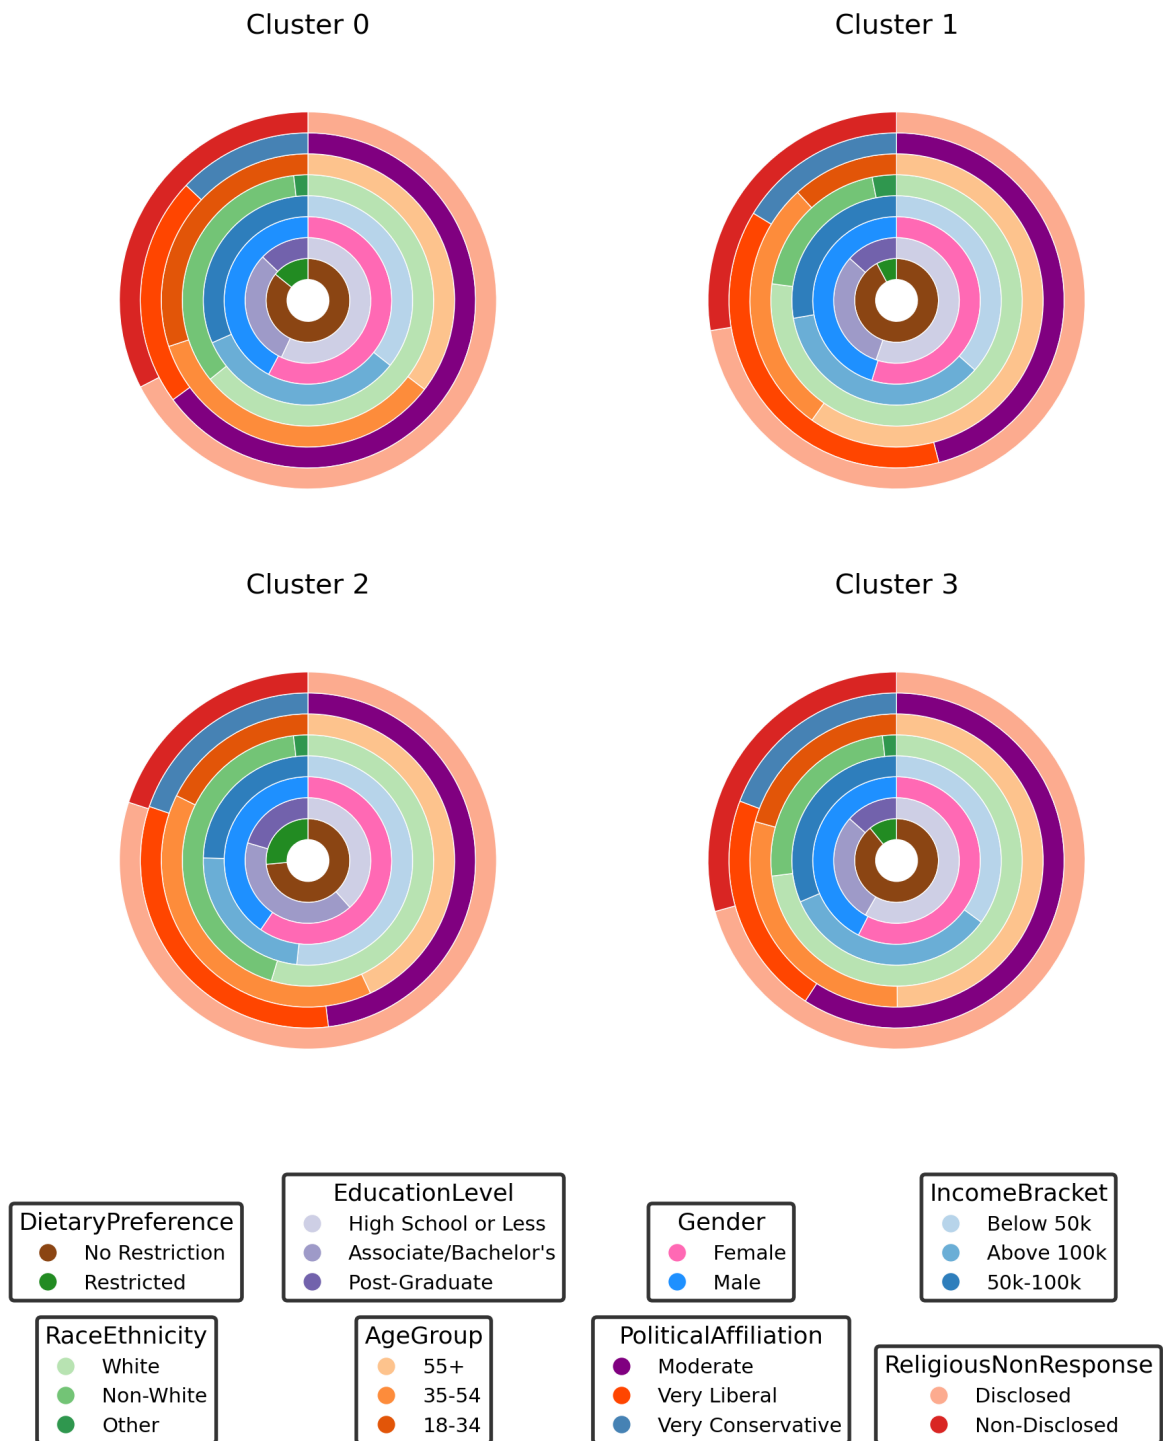 Cluster 0
Cluster 1
Cluster 2
Cluster 3
DietaryPreference
No Restriction
Restricted
EducationLevel
High School or Less
Associate/Bachelor's
Post-Graduate
Gender
Female
Male
IncomeBracket
Below 50k
Above 100k
50k-100k
RaceEthnicity
White
Non-White
Other
AgeGroup
55+
35-54
18-34
PoliticalAffiliation
Moderate
Very Liberal
Very Conservative
ReligiousNonResponse
Disclosed
Non-Disclosed